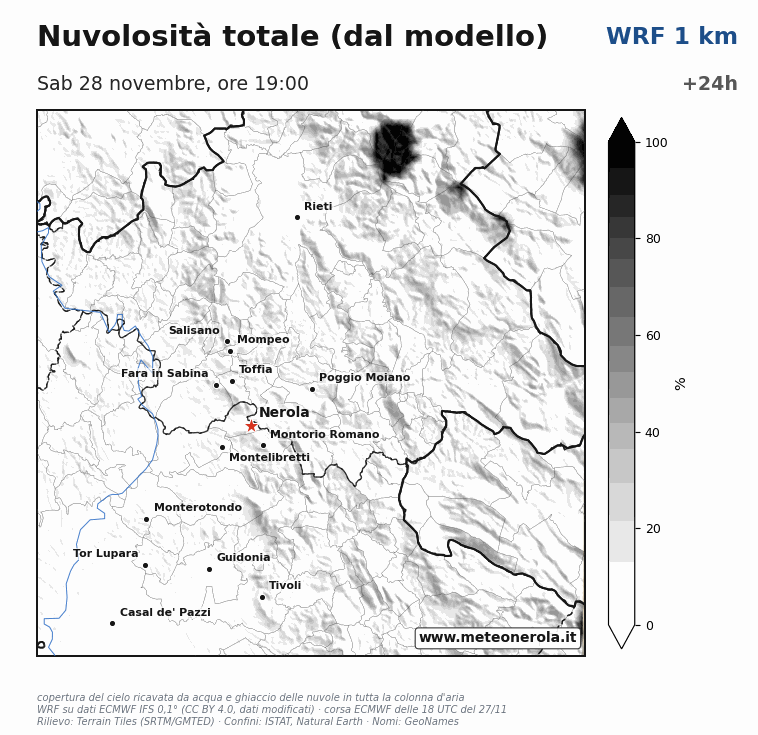 Nuvolosità totale (dal modello)
WRF 1 km
Sab 28 novembre, ore 19:00
+24h
100
80
60
40
20
0
%
Rieti
Salisano
Mompeo
Fara in Sabina
Toffia
Poggio Moiano
Nerola
Montorio Romano
Montelibretti
Monterotondo
Tor Lupara
Guidonia
Tivoli
Casal de' Pazzi
www.meteonerola.it
copertura del cielo ricavata da acqua e ghiaccio delle nuvole in tutta la colonna d'aria
WRF su dati ECMWF IFS 0,1° (CC BY 4.0, dati modificati) · corsa ECMWF delle 18 UTC del 27/11
Rilievo: Terrain Tiles (SRTM/GMTED) · Confini: ISTAT, Natural Earth · Nomi: GeoNames